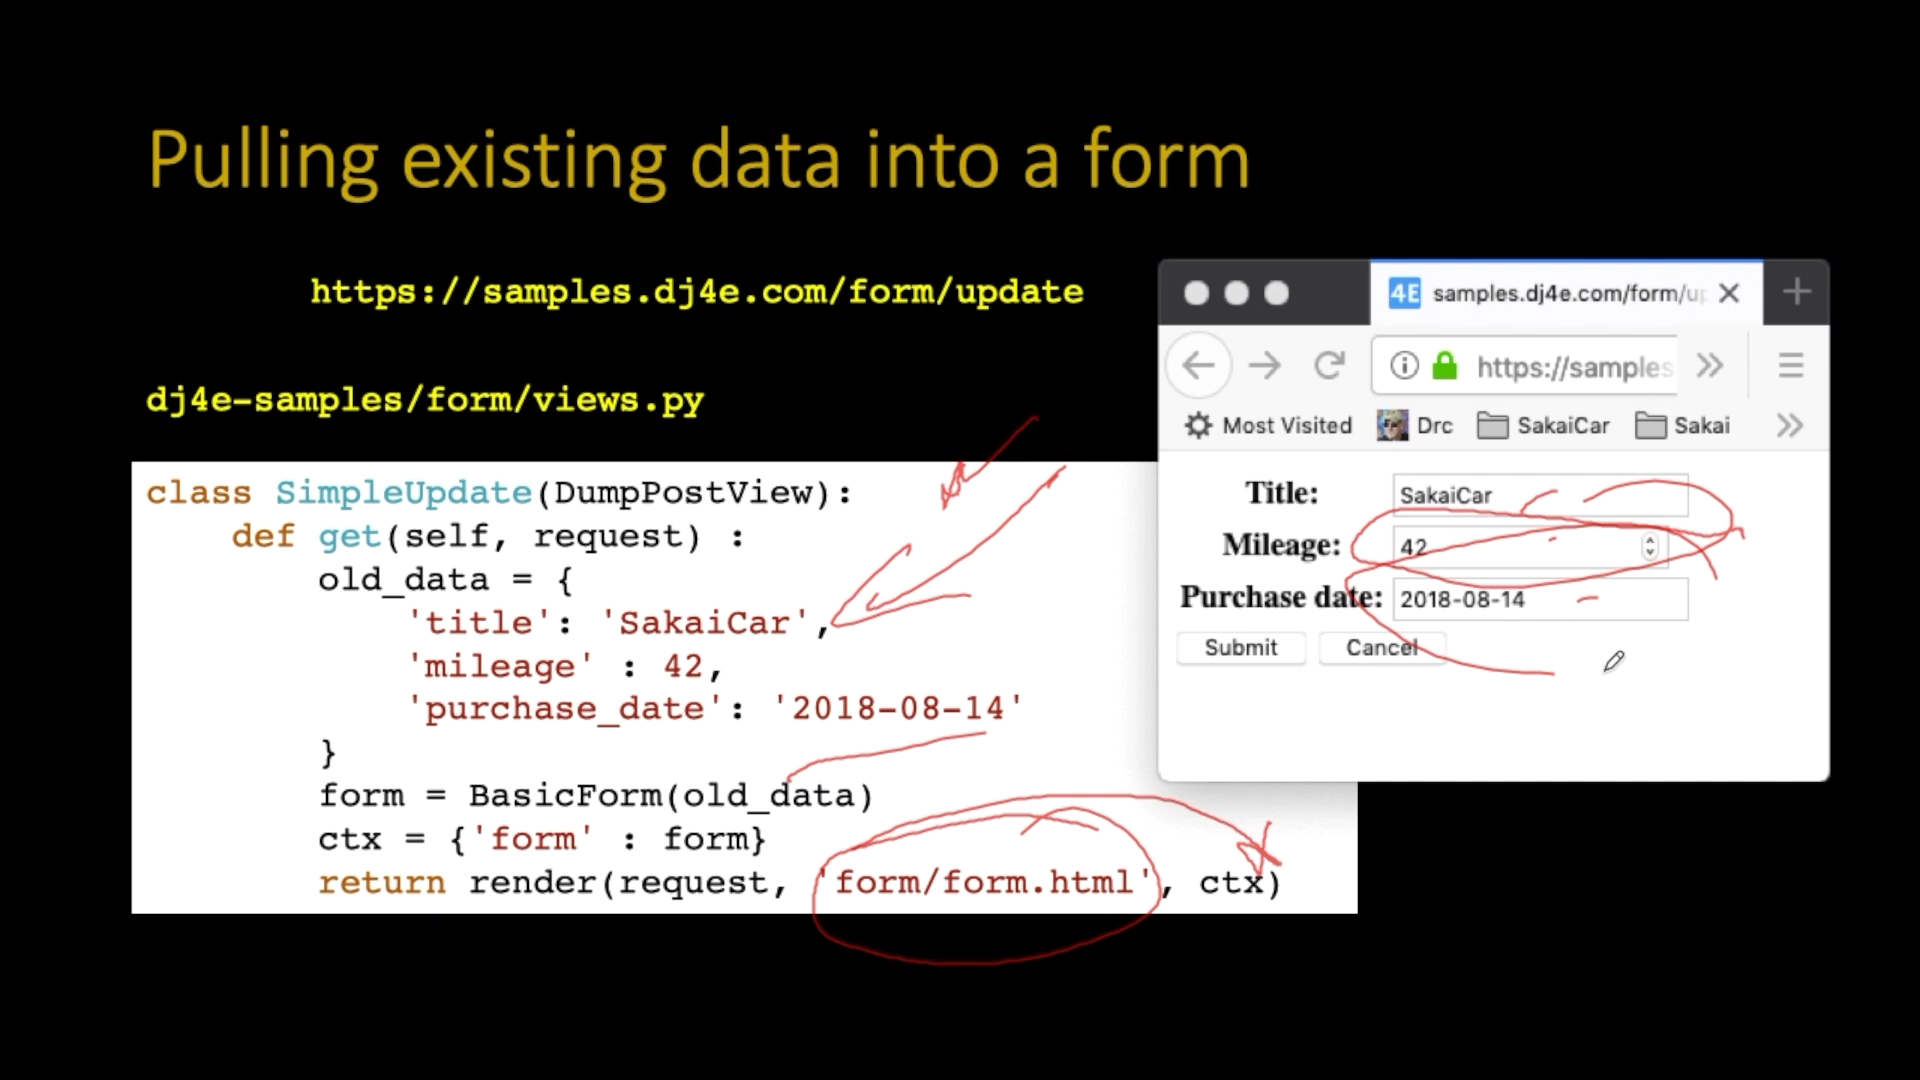 Pulling existing data into a form
https://samples.dj4e.com/form/update
dj4e-samples/form/views.py
class SimpleUpdate(DumpPostView):
    def get(self, request) :
        old_data = {
            'title': 'SakaiCar',
            'mileage' : 42,
            'purchase_date': '2018-08-14'
        }
        form = BasicForm(old_data)
        ctx = {'form' : form}
        return render(request, 'form/form.html', ctx)
4E samples.dj4e.com/form/up
https://samples
Most Visited Drc SakaiCar Sakai
Title: SakaiCar
Mileage: 42
Purchase date: 2018-08-14
Submit Cancel